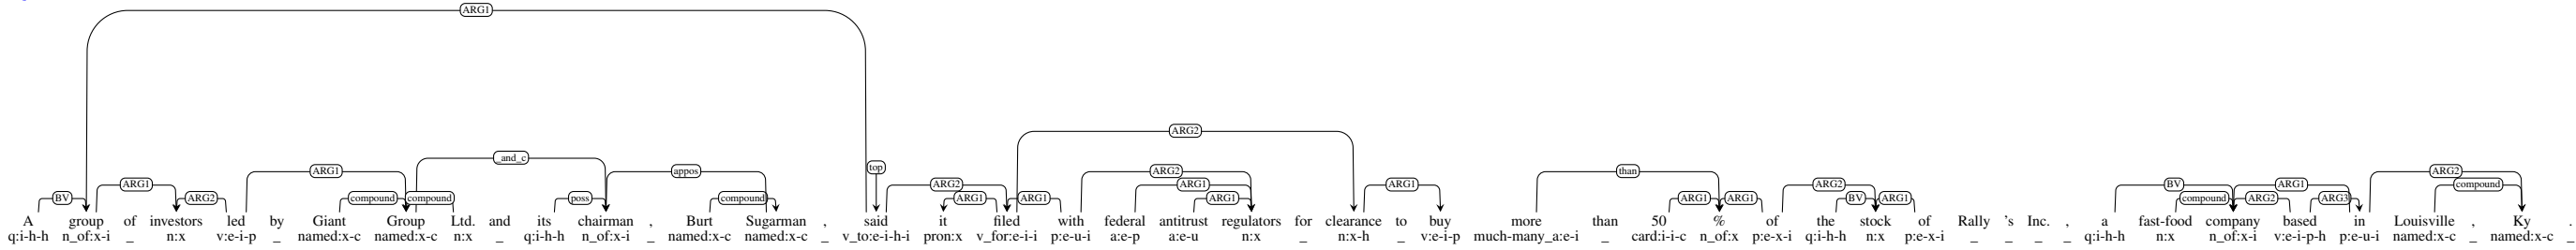 ARG1
ARG2
_and_c top
ARG1 appos ARG2 than ARG2
ARG1 ARG2 ARG1 ARG1 ARG2 BV ARG1 compound
BV ARG2 compound compound poss compound ARG1 ARG1 ARG1 ARG1 ARG1 BV ARG1 compound ARG2 ARG3
A group of investors led by Giant Group Ltd. and its chairman , Burt Sugarman , said it filed with federal antitrust regulators for clearance to buy more than 50 % of the stock of Rally 's Inc. , a fast-food company based in Louisville , Ky
q:i-h-h n_of:x-i _ n:x v:e-i-p _ named:x-c named:x-c n:x _ q:i-h-h n_of:x-i _ named:x-c named:x-c _ v_to:e-i-h-i pron:x v_for:e-i-i p:e-u-i a:e-p a:e-u n:x _ n:x-h _ v:e-i-p much-many_a:e-i _ card:i-i-c n_of:x p:e-x-i q:i-h-h n:x p:e-x-i _ _ _ _ q:i-h-h n:x n_of:x-i v:e-i-p-h p:e-u-i named:x-c _ named:x-c _